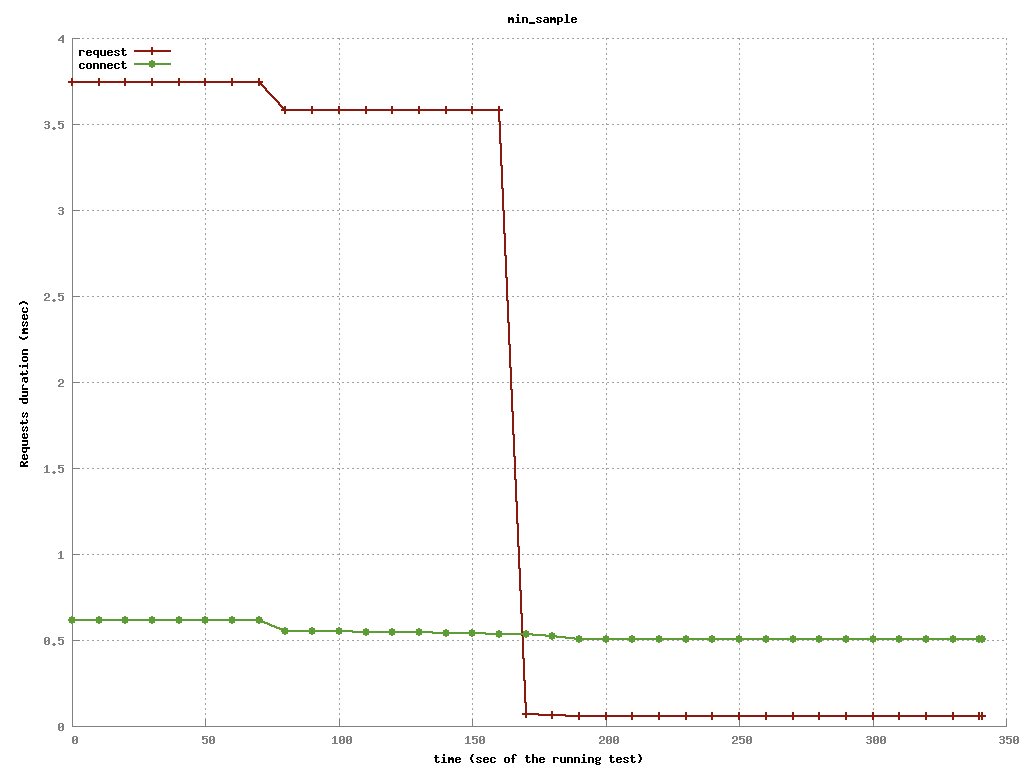 min_sample
request
connect
4
3.5
3
2.5
2
1.5
1
0.5
0
Requests duration (msec)
0 50 100 150 200 250 300 350
time (sec of the running test)